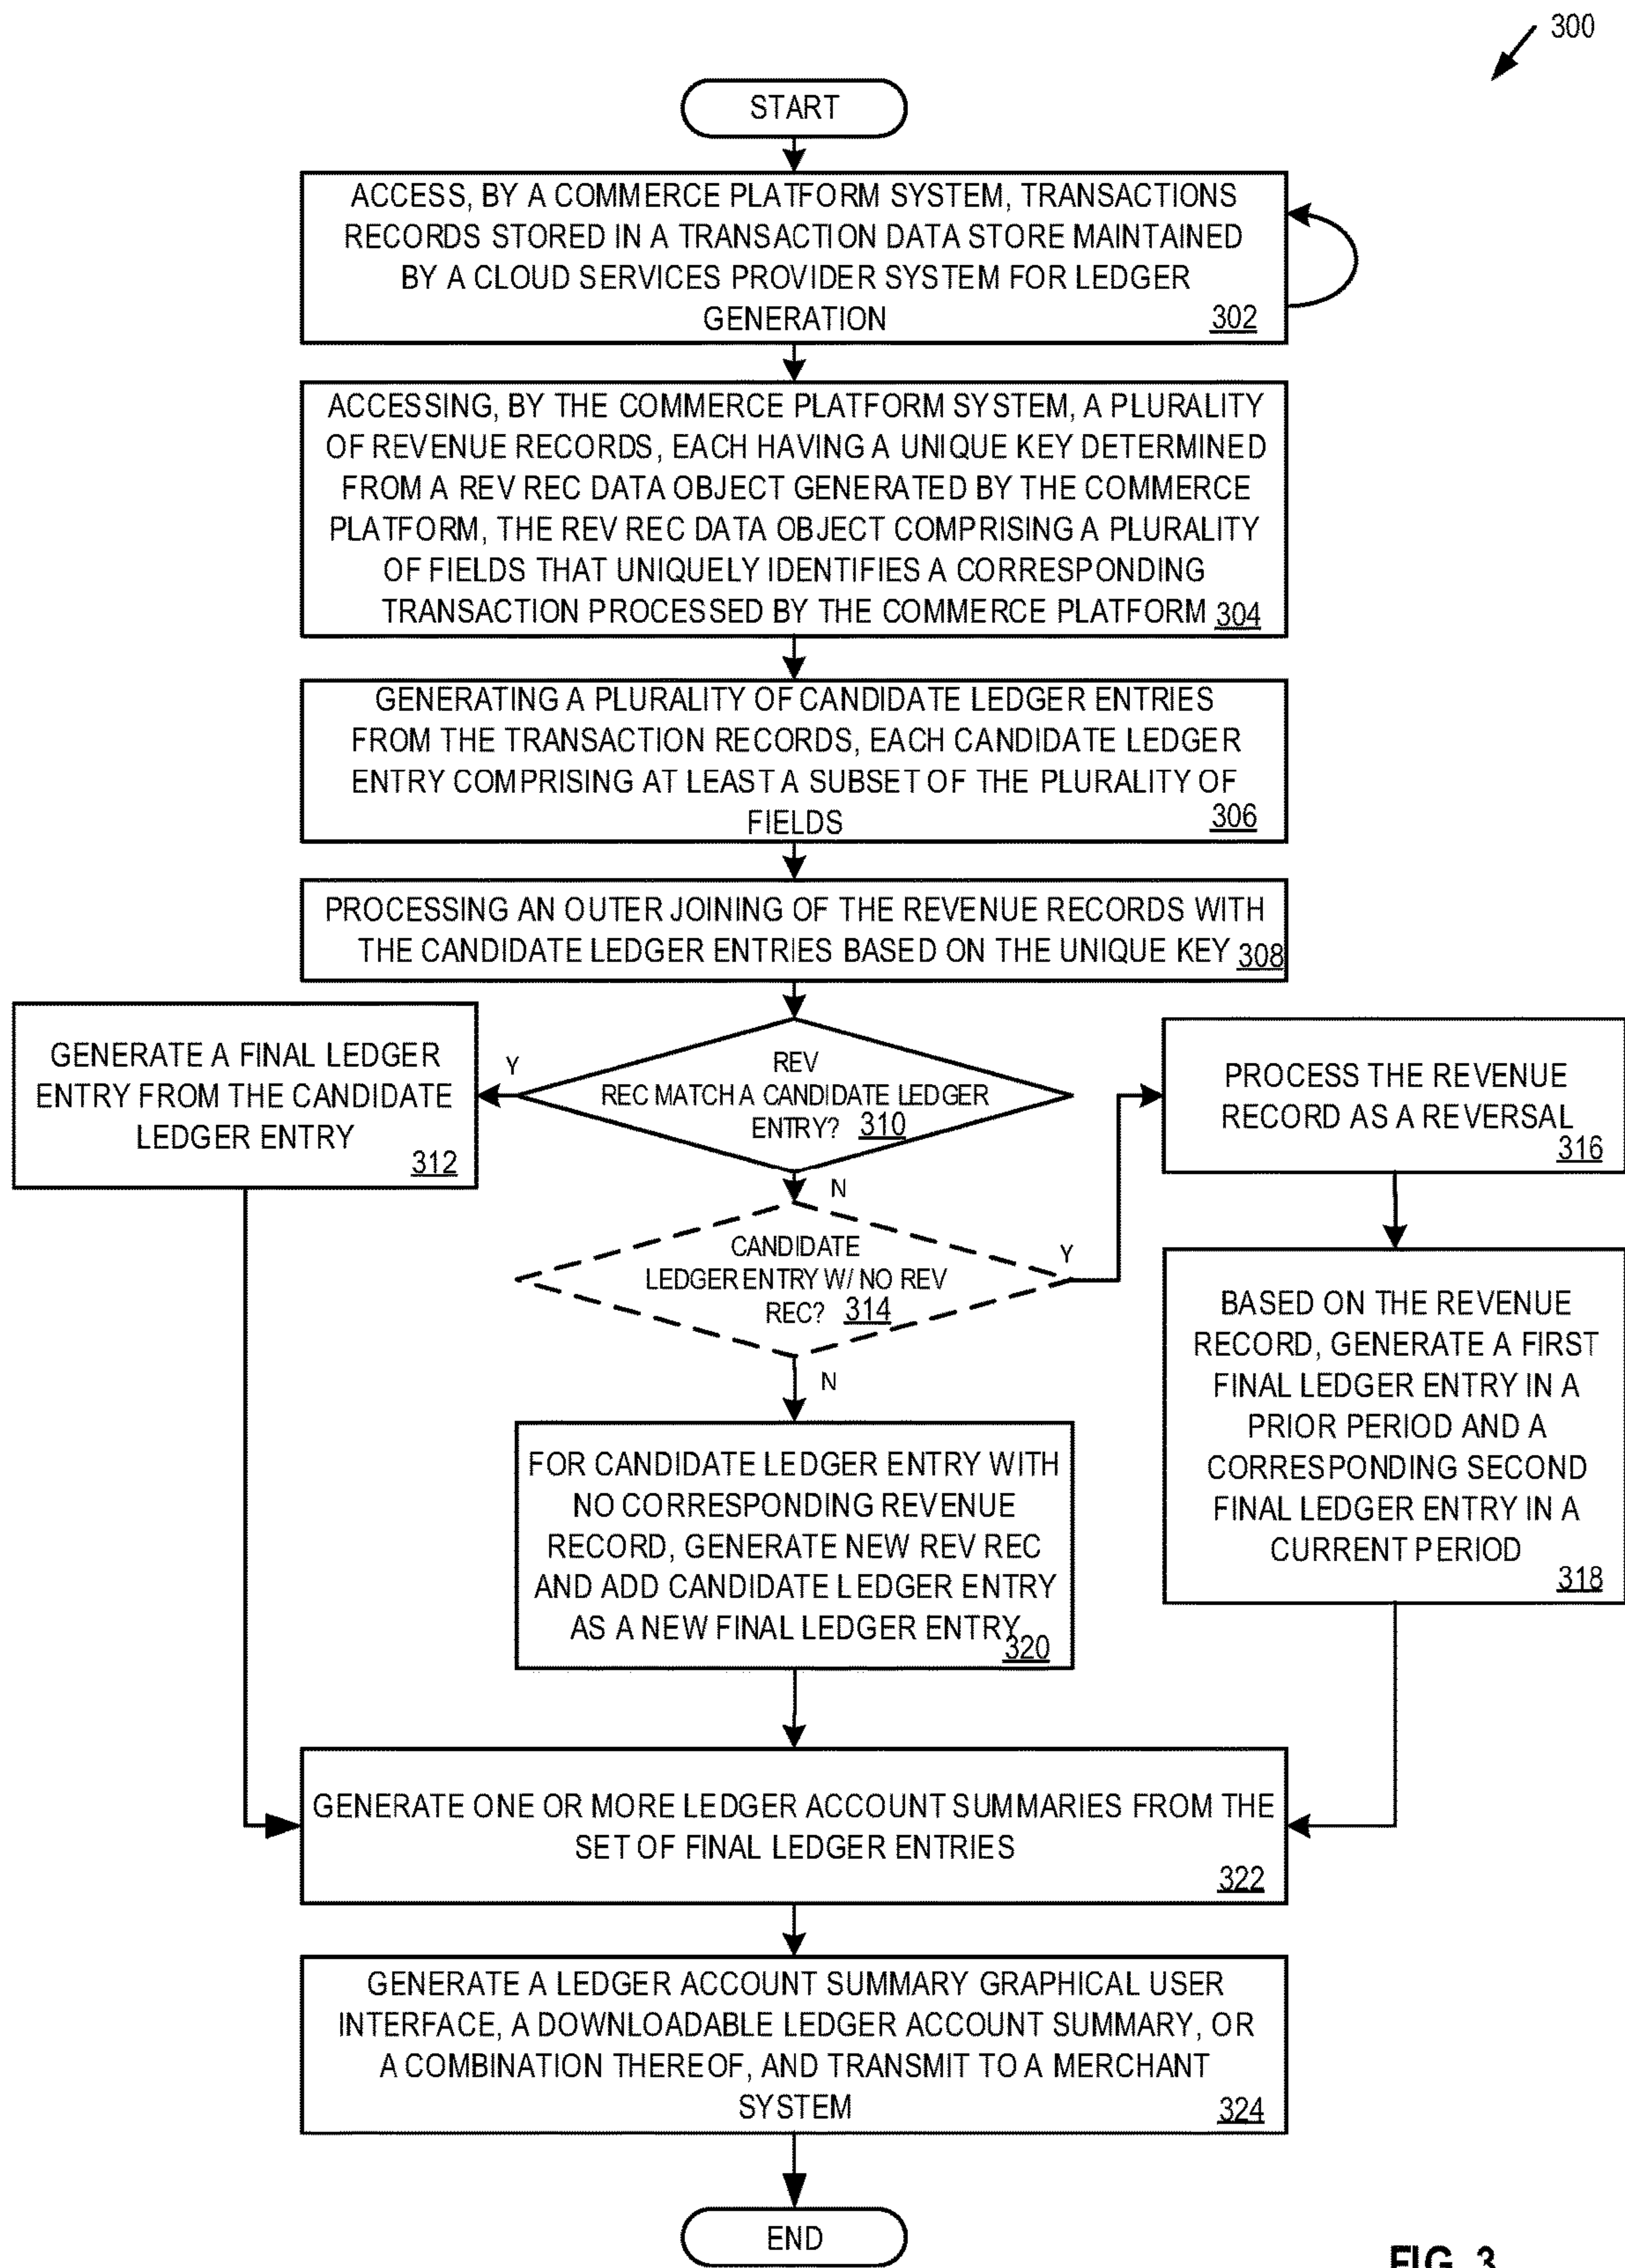 300
START
ACCESS, BY A COMMERCE PLATFORM SYSTEM, TRANSACTIONS
RECORDS STORED IN A TRANSACTION DATA STORE MAINTAINED
BY A CLOUD SERVICES PROVIDER SYSTEM FOR LEDGER
GENERATION 302
ACCESSING, BY THE COMMERCE PLATFORM SYSTEM, A PLURALITY
OF REVENUE RECORDS, EACH HAVING A UNIQUE KEY DETERMINED
FROM A REV REC DATA OBJECT GENERATED BY THE COMMERCE
PLATFORM, THE REV REC DATA OBJECT COMPRISING A PLURALITY
OF FIELDS THAT UNIQUELY IDENTIFIES A CORRESPONDING
TRANSACTION PROCESSED BY THE COMMERCE PLATFORM 304
GENERATING A PLURALITY OF CANDIDATE LEDGER ENTRIES
FROM THE TRANSACTION RECORDS, EACH CANDIDATE LEDGER
ENTRY COMPRISING AT LEAST A SUBSET OF THE PLURALITY OF
FIELDS 306
PROCESSING AN OUTER JOINING OF THE REVENUE RECORDS WITH
THE CANDIDATE LEDGER ENTRIES BASED ON THE UNIQUE KEY 308
REV
REC MATCH A CANDIDATE LEDGER
ENTRY? 310
Y
N
GENERATE A FINAL LEDGER
ENTRY FROM THE CANDIDATE
LEDGER ENTRY
312
CANDIDATE
LEDGER ENTRY W/ NO REV
REC? 314
Y
N
PROCESS THE REVENUE
RECORD AS A REVERSAL
316
BASED ON THE REVENUE
RECORD, GENERATE A FIRST
FINAL LEDGER ENTRY IN A
PRIOR PERIOD AND A
CORRESPONDING SECOND
FINAL LEDGER ENTRY IN A
CURRENT PERIOD
318
FOR CANDIDATE LEDGER ENTRY WITH
NO CORRESPONDING REVENUE
RECORD, GENERATE NEW REV REC
AND ADD CANDIDATE LEDGER ENTRY
AS A NEW FINAL LEDGER ENTRY
320
GENERATE ONE OR MORE LEDGER ACCOUNT SUMMARIES FROM THE
SET OF FINAL LEDGER ENTRIES
322
GENERATE A LEDGER ACCOUNT SUMMARY GRAPHICAL USER
INTERFACE, A DOWNLOADABLE LEDGER ACCOUNT SUMMARY, OR
A COMBINATION THEREOF, AND TRANSMIT TO A MERCHANT
SYSTEM 324
END
FIG. 3